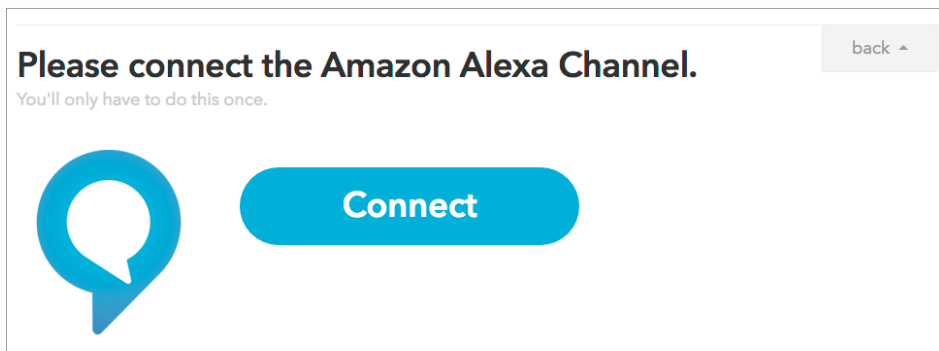 back
Please connect the Amazon Alexa Channel.
You'll only have to do this once.
Connect